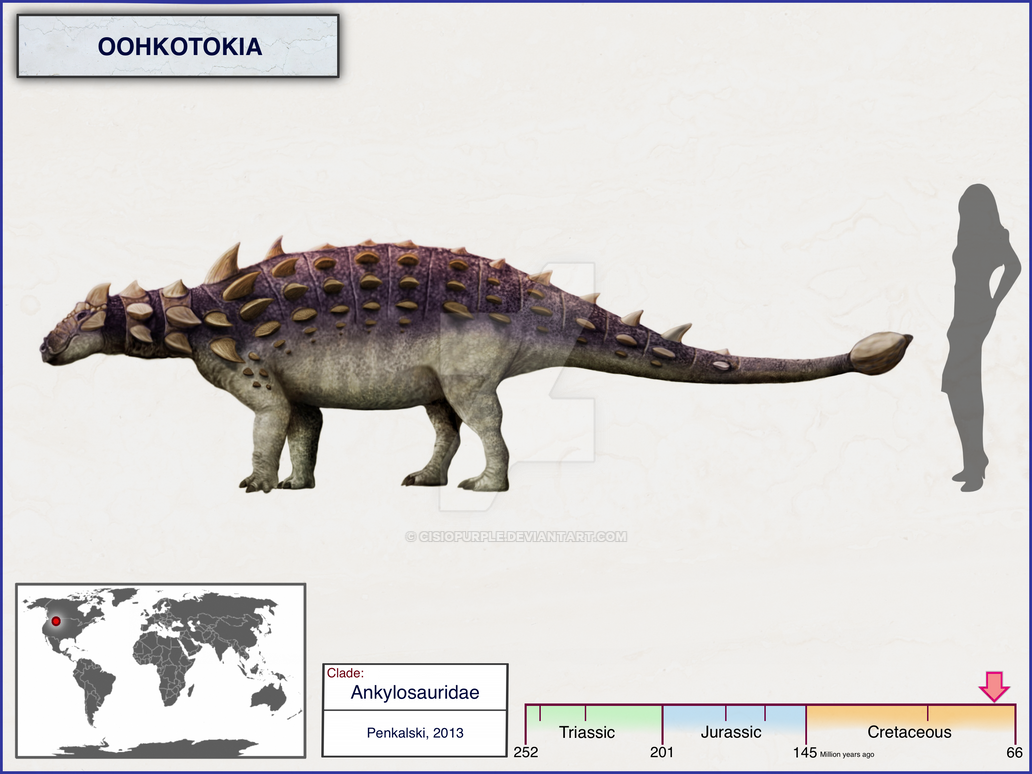 OOHKOTOKIA
© CISIOPURPLE.DEVIANTART.COM
Clade:
Ankylosauridae
Penkalski, 2013
Triassic
Jurassic
Cretaceous
252
201
145 Million years ago
66